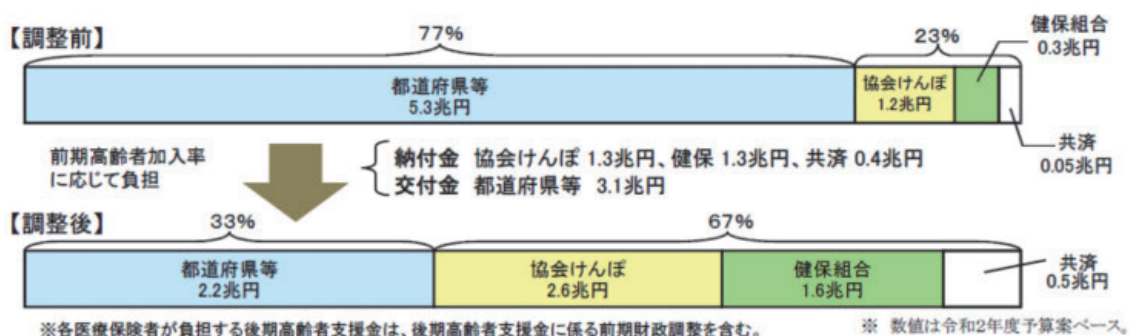 【調整前】
77%
23%
健保組合
0.3兆円
都道府県等
5.3兆円
協会けんぽ
1.2兆円
共済
0.05兆円
前期高齢者加入率
に応じて負担
納付金 協会けんぽ 1.3兆円、健保 1.3兆円、共済 0.4兆円
交付金 都道府県等 3.1兆円
【調整後】
33%
67%
都道府県等
2.2兆円
協会けんぽ
2.6兆円
健保組合
1.6兆円
共済
0.5兆円
※各医療保険者が負担する後期高齢者支援金は、後期高齢者支援金に係る前期財政調整を含む。
※ 数値は令和2年度予算案ベース。